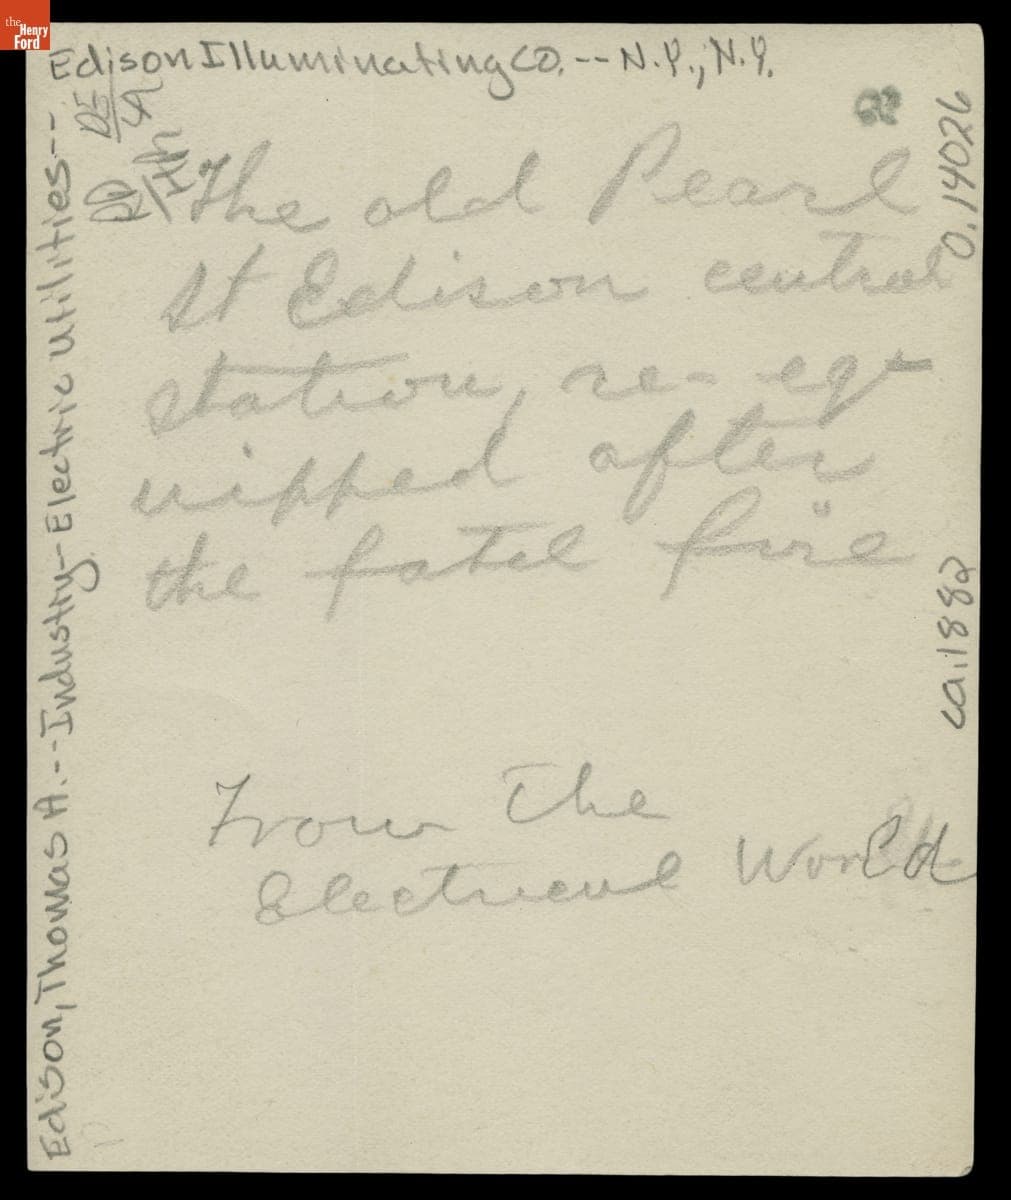 the
Henry
Ford
Edison Illuminating Co. -- N.Y., N.Y.
Edison, Thomas A. -- Industry - Electric Utilities --
The old Pearl
St Edison central
station, re-eq-
uipped after
the fatel fire
From The
Electrical World
0.14026
ca. 1882